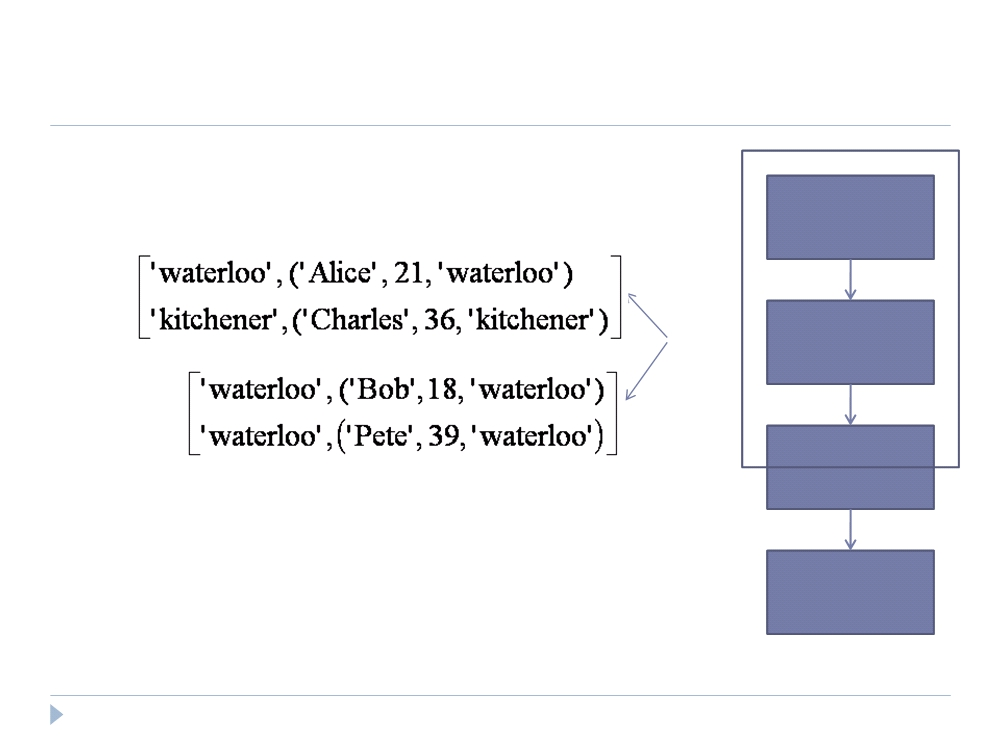 'waterloo', ('Alice', 21, 'waterloo')
'kitchener', ('Charles', 36, 'kitchener')
'waterloo', ('Bob', 18, 'waterloo')
'waterloo', ('Pete', 39, 'waterloo')